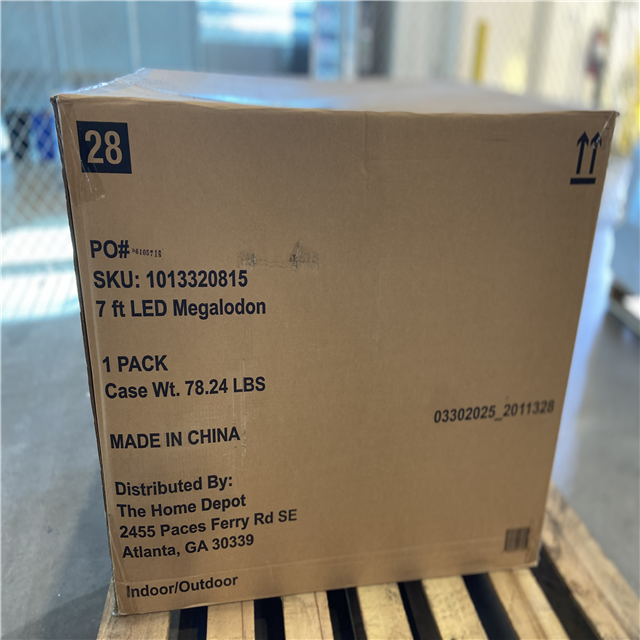 28
PO#
SKU: 1013320815
7 ft LED Megalodon
1 PACK
Case Wt. 78.24 LBS
03302025_2011328
MADE IN CHINA
Distributed By:
The Home Depot
2455 Paces Ferry Rd SE
Atlanta, GA 30339
Indoor/Outdoor